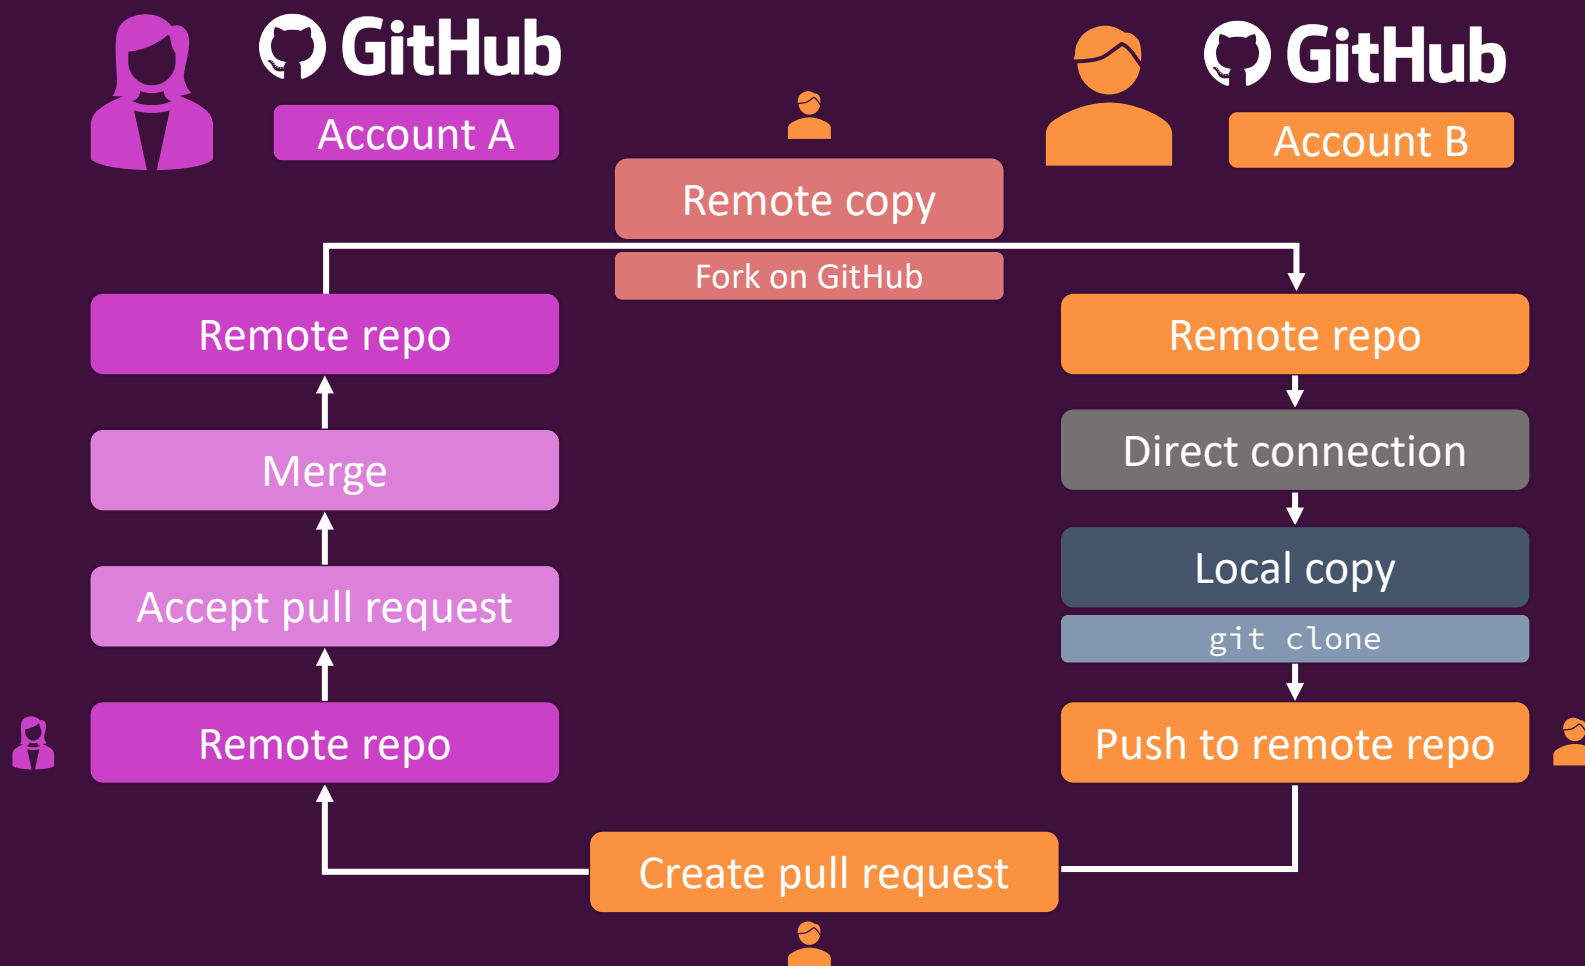 GitHub
Account A
GitHub
Account B
Remote copy
Fork on GitHub
Remote repo
Merge
Accept pull request
Remote repo
Remote repo
Direct connection
Local copy
git clone
Push to remote repo
Create pull request